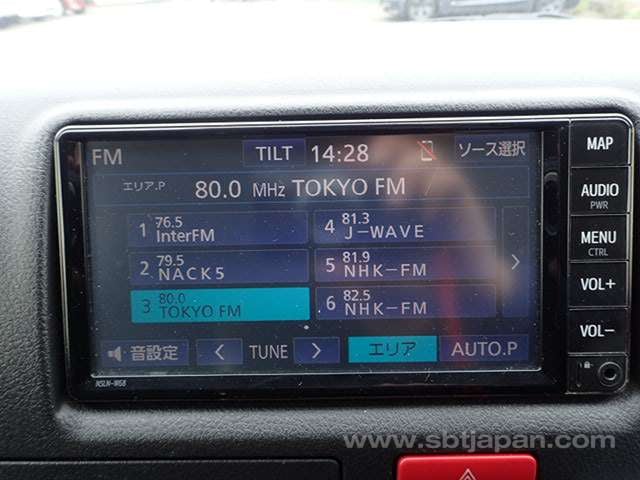 FM TILT 14:28 ソース選択
エリア.P 80.0 MHz TOKYO FM
1 76.5 InterFM
2 79.5 NACK5
3 80.0 TOKYO FM
4 81.3 J-WAVE
5 81.9 NHK-FM
6 82.5 NHK-FM
>
音設定 < TUNE > エリア AUTO.P
NSLN-W68
MAP
AUDIO
PWR
MENU
CTRL
VOL+
VOL-
www.sbtjapan.com